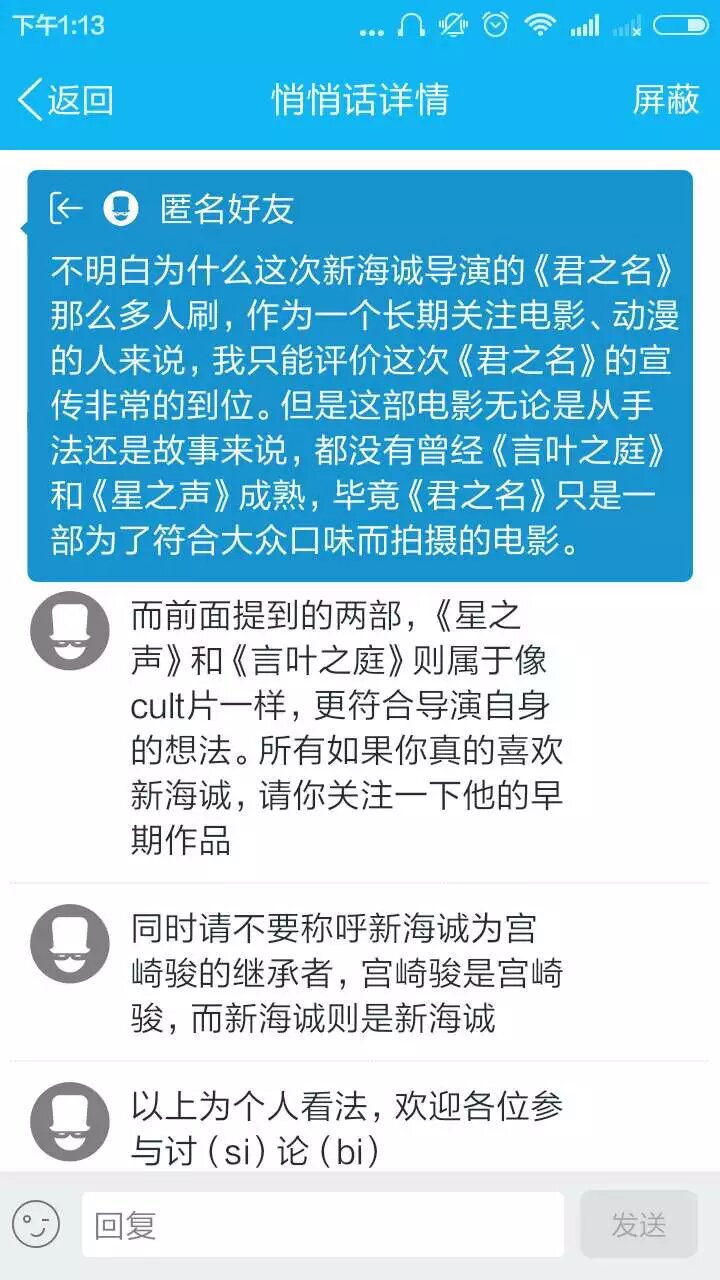 下午1:13
返回
悄悄话详情
屏蔽
匿名好友
不明白为什么这次新海诚导演的《君之名》
那么多人刷，作为一个长期关注电影、动漫
的人来说，我只能评价这次《君之名》的宣
传非常的到位。但是这部电影无论是从手
法还是故事来说，都没有曾经《言叶之庭》
和《星之声》成熟，毕竟《君之名》只是一
部为了符合大众口味而拍摄的电影。
而前面提到的两部，《星之
声》和《言叶之庭》则属于像
cult片一样，更符合导演自身
的想法。所有如果你真的喜欢
新海诚，请你关注一下他的早
期作品
同时请不要称呼新海诚为宫
崎骏的继承者，宫崎骏是宫崎
骏，而新海诚则是新海诚
以上为个人看法，欢迎各位参
与讨（si）论（bi）
回复
发送